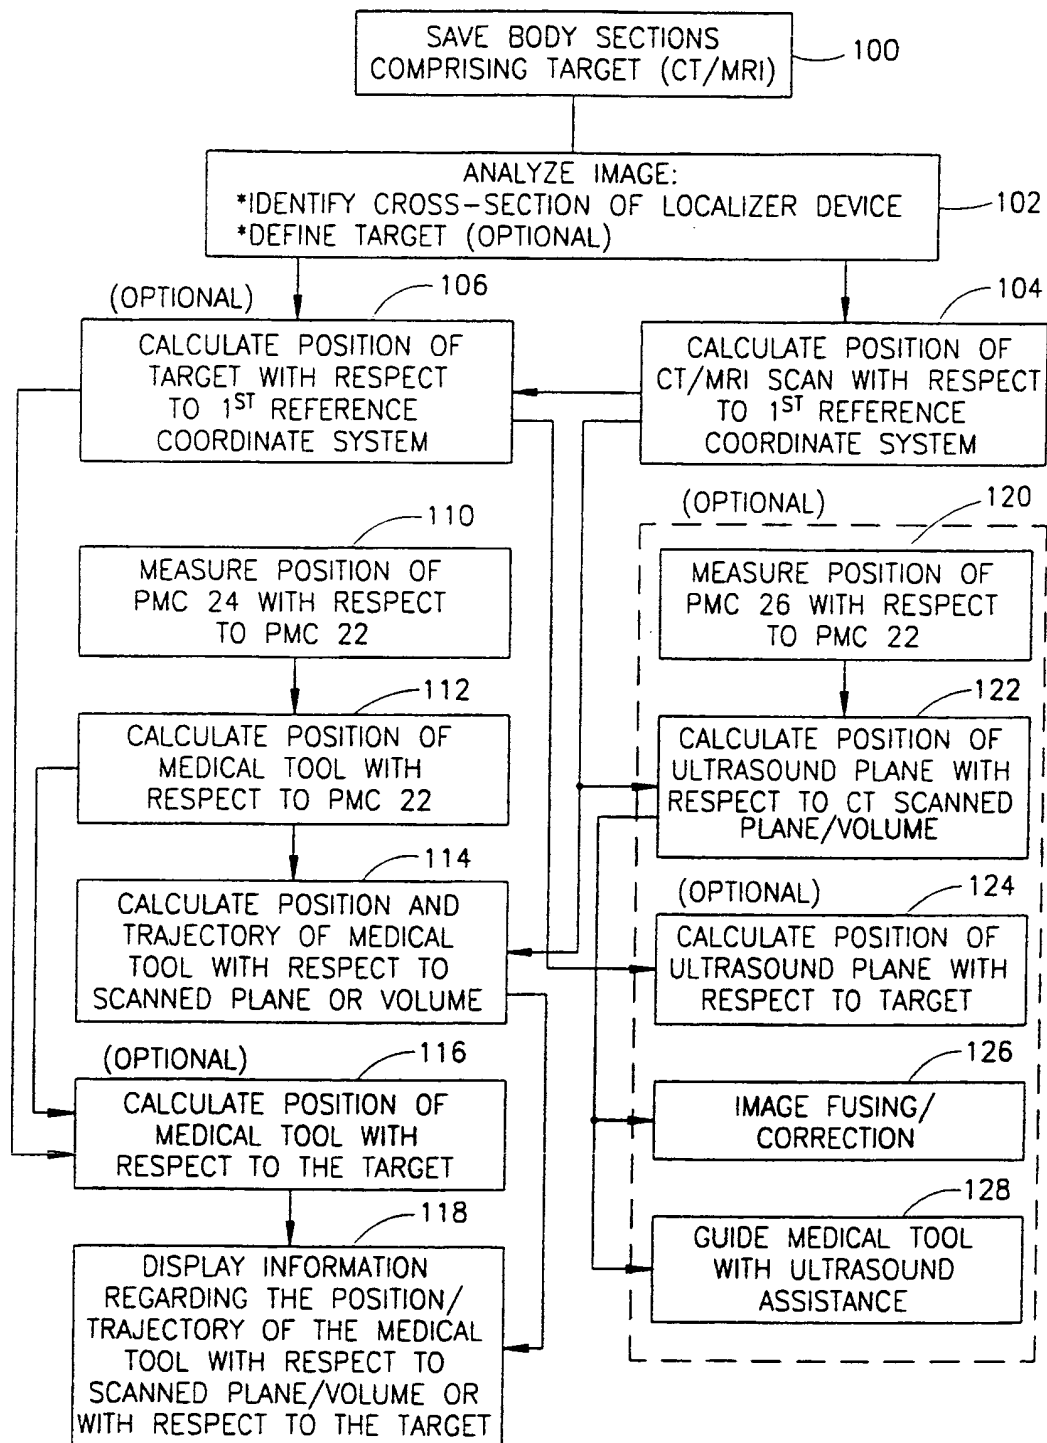 SAVE BODY SECTIONS
COMPRISING TARGET (CT/MRI)
100
ANALYZE IMAGE:
*IDENTIFY CROSS-SECTION OF LOCALIZER DEVICE
*DEFINE TARGET (OPTIONAL)
102
(OPTIONAL)
106
CALCULATE POSITION OF
TARGET WITH RESPECT
TO 1ST REFERENCE
COORDINATE SYSTEM
104
CALCULATE POSITION OF
CT/MRI SCAN WITH RESPECT
TO 1ST REFERENCE
COORDINATE SYSTEM
110
MEASURE POSITION OF
PMC 24 WITH RESPECT
TO PMC 22
112
CALCULATE POSITION OF
MEDICAL TOOL WITH
RESPECT TO PMC 22
114
CALCULATE POSITION AND
TRAJECTORY OF MEDICAL
TOOL WITH RESPECT TO
SCANNED PLANE OR VOLUME
(OPTIONAL)
116
CALCULATE POSITION OF
MEDICAL TOOL WITH
RESPECT TO THE TARGET
118
DISPLAY INFORMATION
REGARDING THE POSITION/
TRAJECTORY OF THE MEDICAL
TOOL WITH RESPECT TO
SCANNED PLANE/VOLUME OR
WITH RESPECT TO THE TARGET
(OPTIONAL)
120
MEASURE POSITION OF
PMC 26 WITH RESPECT
TO PMC 22
122
CALCULATE POSITION OF
ULTRASOUND PLANE WITH
RESPECT TO CT SCANNED
PLANE/VOLUME
(OPTIONAL)
124
CALCULATE POSITION OF
ULTRASOUND PLANE WITH
RESPECT TO TARGET
126
IMAGE FUSING/
CORRECTION
128
GUIDE MEDICAL TOOL
WITH ULTRASOUND
ASSISTANCE